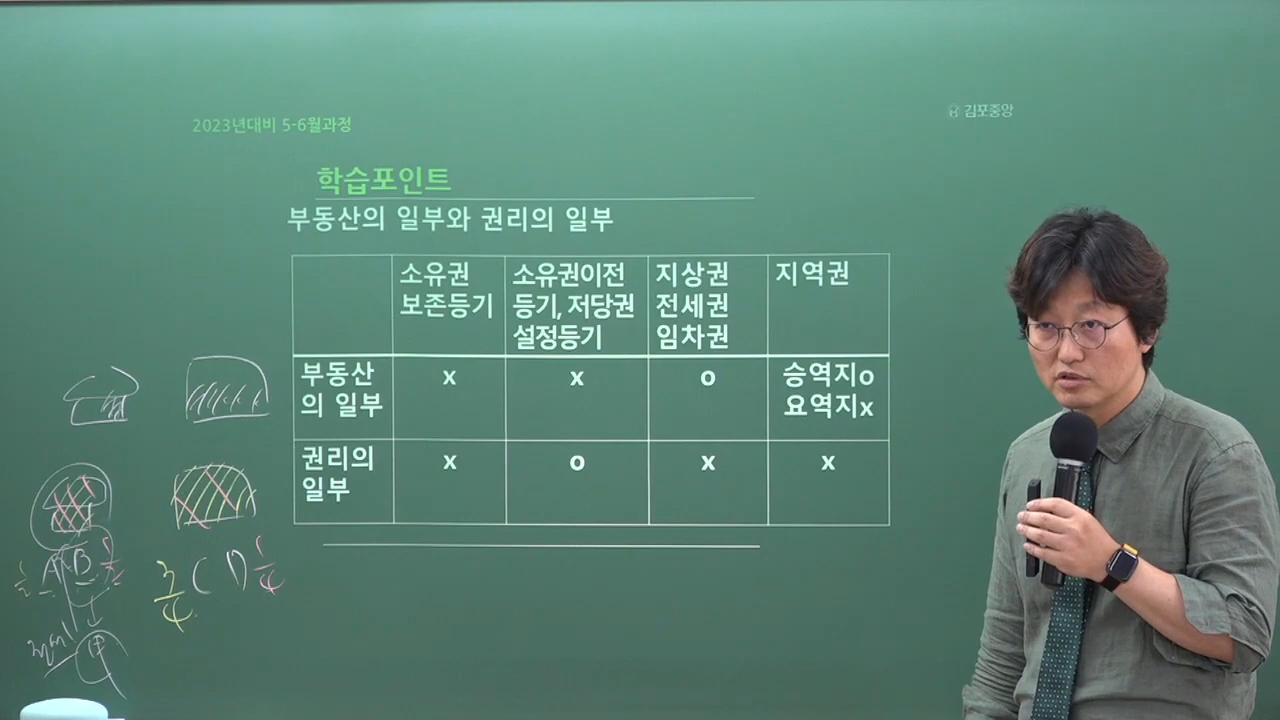 2023년대비 5-6월과정
김포중앙
학습포인트
부동산의 일부와 권리의 일부
소유권
보존등기
소유권이전
등기, 저당권
설정등기
지상권
전세권
임차권
지역권
부동산
의 일부
x
x
o
승역지o
요역지x
권리의
일부
x
o
x
x
A B
3/4 C D 1/4